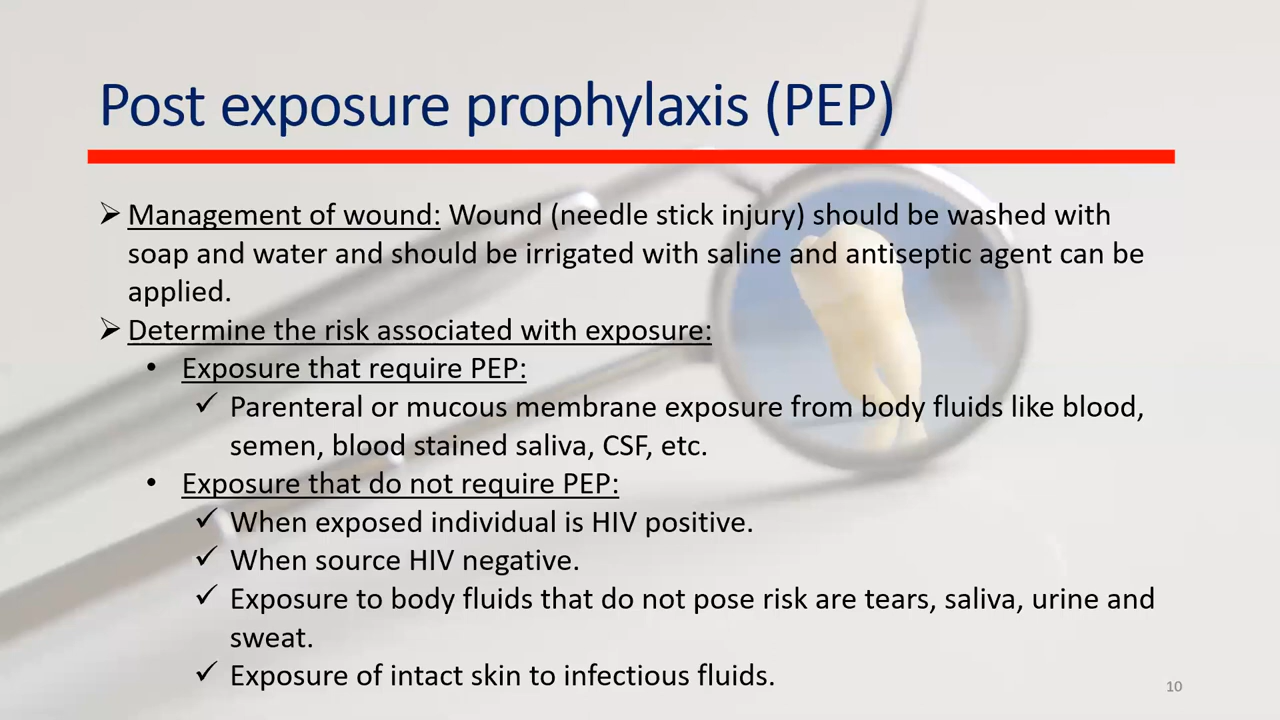 Post exposure prophylaxis (PEP)
➢ Management of wound: Wound (needle stick injury) should be washed with
soap and water and should be irrigated with saline and antiseptic agent can be
applied.
➢ Determine the risk associated with exposure:
• Exposure that require PEP:
✓ Parenteral or mucous membrane exposure from body fluids like blood,
semen, blood stained saliva, CSF, etc.
• Exposure that do not require PEP:
✓ When exposed individual is HIV positive.
✓ When source HIV negative.
✓ Exposure to body fluids that do not pose risk are tears, saliva, urine and
sweat.
✓ Exposure of intact skin to infectious fluids.
10